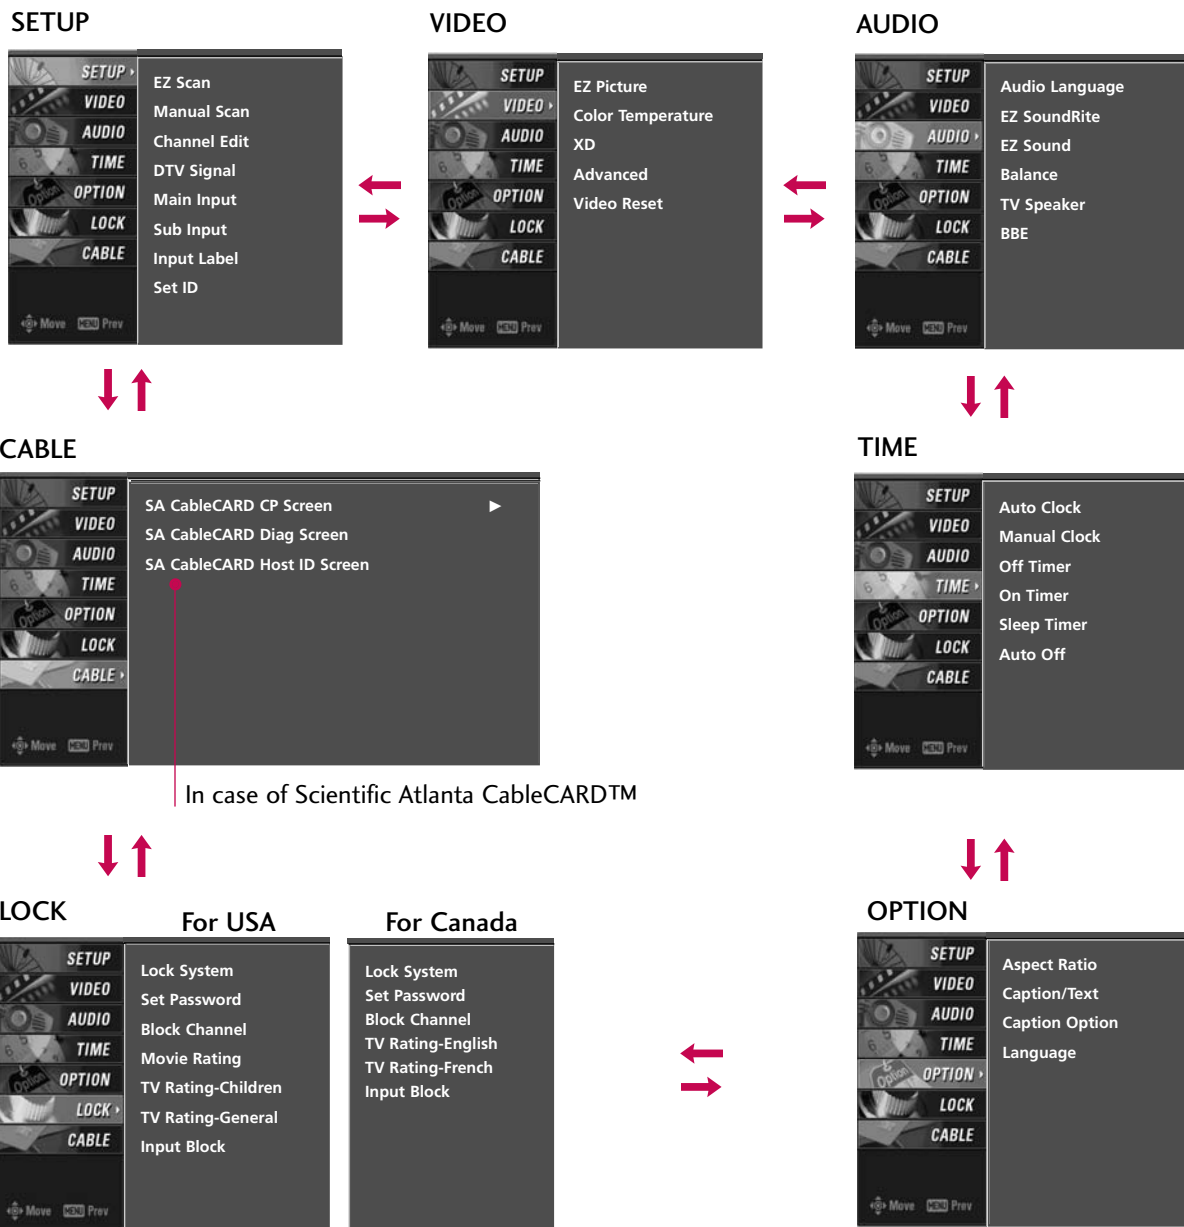 SETUP
SETUP
VIDEO
AUDIO
TIME
OPTION
LOCK
CABLE
Move MENU Prev
EZ Scan
Manual Scan
Channel Edit
DTV Signal
Main Input
Sub Input
Input Label
Set ID
VIDEO
SETUP
VIDEO
AUDIO
TIME
OPTION
LOCK
CABLE
Move MENU Prev
EZ Picture
Color Temperature
XD
Advanced
Video Reset
AUDIO
SETUP
VIDEO
AUDIO
TIME
OPTION
LOCK
CABLE
Move MENU Prev
Audio Language
EZ SoundRite
EZ Sound
Balance
TV Speaker
BBE
CABLE
SETUP
VIDEO
AUDIO
TIME
OPTION
LOCK
CABLE
Move MENU Prev
SA CableCARD CP Screen
SA CableCARD Diag Screen
SA CableCARD Host ID Screen
In case of Scientific Atlanta CableCARDTM
TIME
SETUP
VIDEO
AUDIO
TIME
OPTION
LOCK
CABLE
Move MENU Prev
Auto Clock
Manual Clock
Off Timer
On Timer
Sleep Timer
Auto Off
LOCK
SETUP
VIDEO
AUDIO
TIME
OPTION
LOCK
CABLE
Move MENU Prev
For USA
Lock System
Set Password
Block Channel
Movie Rating
TV Rating-Children
TV Rating-General
Input Block
For Canada
Lock System
Set Password
Block Channel
TV Rating-English
TV Rating-French
Input Block
OPTION
SETUP
VIDEO
AUDIO
TIME
OPTION
LOCK
CABLE
Move MENU Prev
Aspect Ratio
Caption/Text
Caption Option
Language